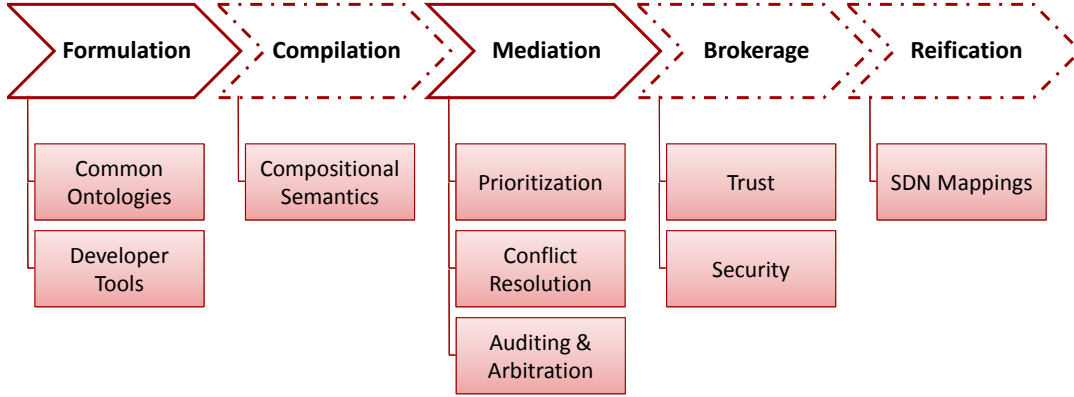 Formulation
Compilation
Mediation
Brokerage
Reification
Common
Ontologies
Developer
Tools
Compositional
Semantics
Prioritization
Conflict
Resolution
Auditing &
Arbitration
Trust
Security
SDN Mappings